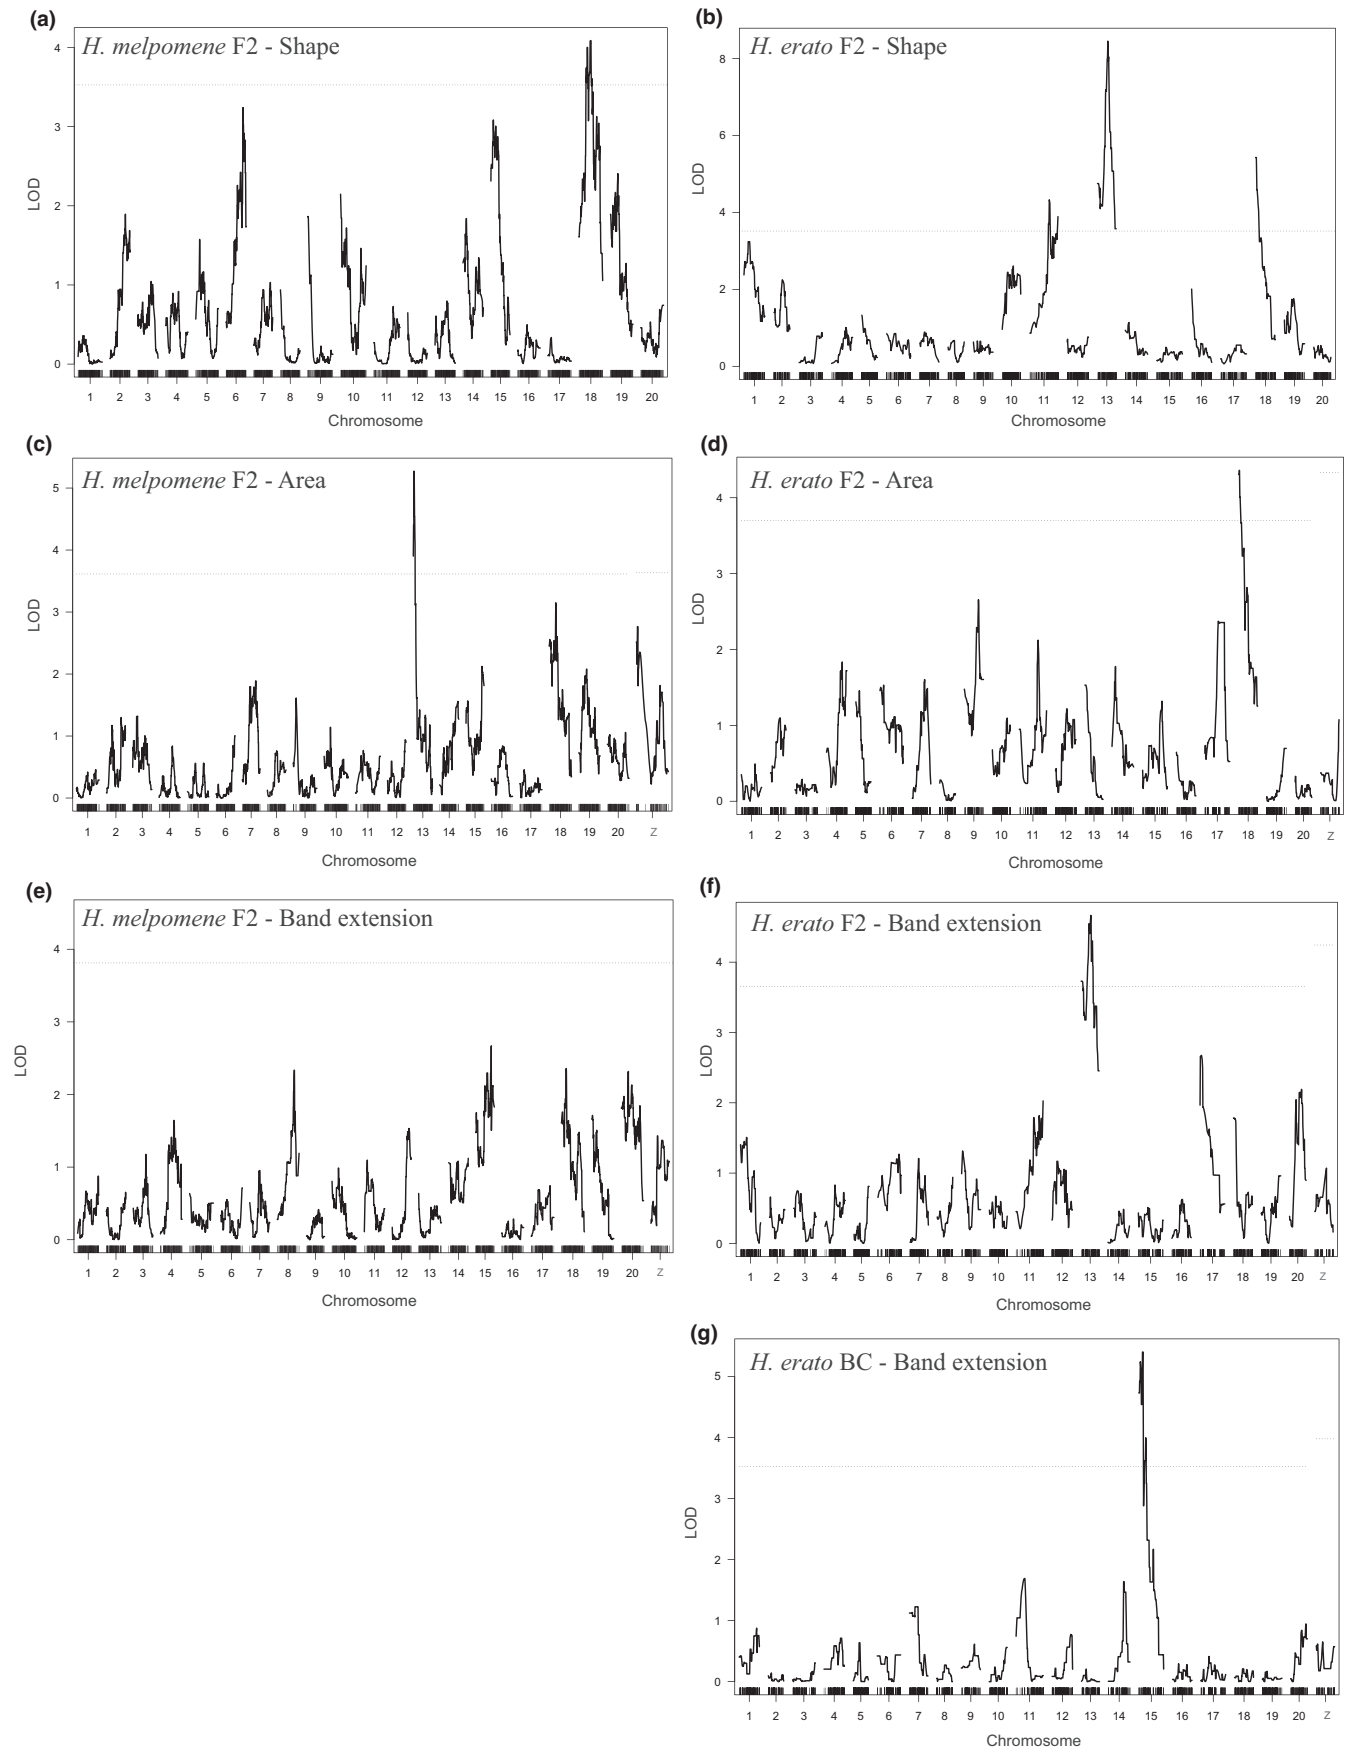 (a)
H. melpomene F2 - Shape
4
3
2
1
0
LOD
1 2 3 4 5 6 7 8 9 10 11 12 13 14 15 16 17 18 19 20
Chromosome
(b)
H. erato F2 - Shape
8
6
4
2
0
LOD
1 2 3 4 5 6 7 8 9 10 11 12 13 14 15 16 17 18 19 20
Chromosome
(c)
H. melpomene F2 - Area
5
4
3
2
1
0
LOD
1 2 3 4 5 6 7 8 9 10 11 12 13 14 15 16 17 18 19 20 Z
Chromosome
(d)
H. erato F2 - Area
4
3
2
1
0
LOD
1 2 3 4 5 6 7 8 9 10 11 12 13 14 15 16 17 18 19 20 Z
Chromosome
(e)
H. melpomene F2 - Band extension
4
3
2
1
0
LOD
1 2 3 4 5 6 7 8 9 10 11 12 13 14 15 16 17 18 19 20 Z
Chromosome
(f)
H. erato F2 - Band extension
4
3
2
1
0
LOD
1 2 3 4 5 6 7 8 9 10 11 12 13 14 15 16 17 18 19 20 Z
Chromosome
(g)
H. erato BC - Band extension
5
4
3
2
1
0
LOD
1 2 3 4 5 6 7 8 9 10 11 12 13 14 15 16 17 18 19 20 Z
Chromosome